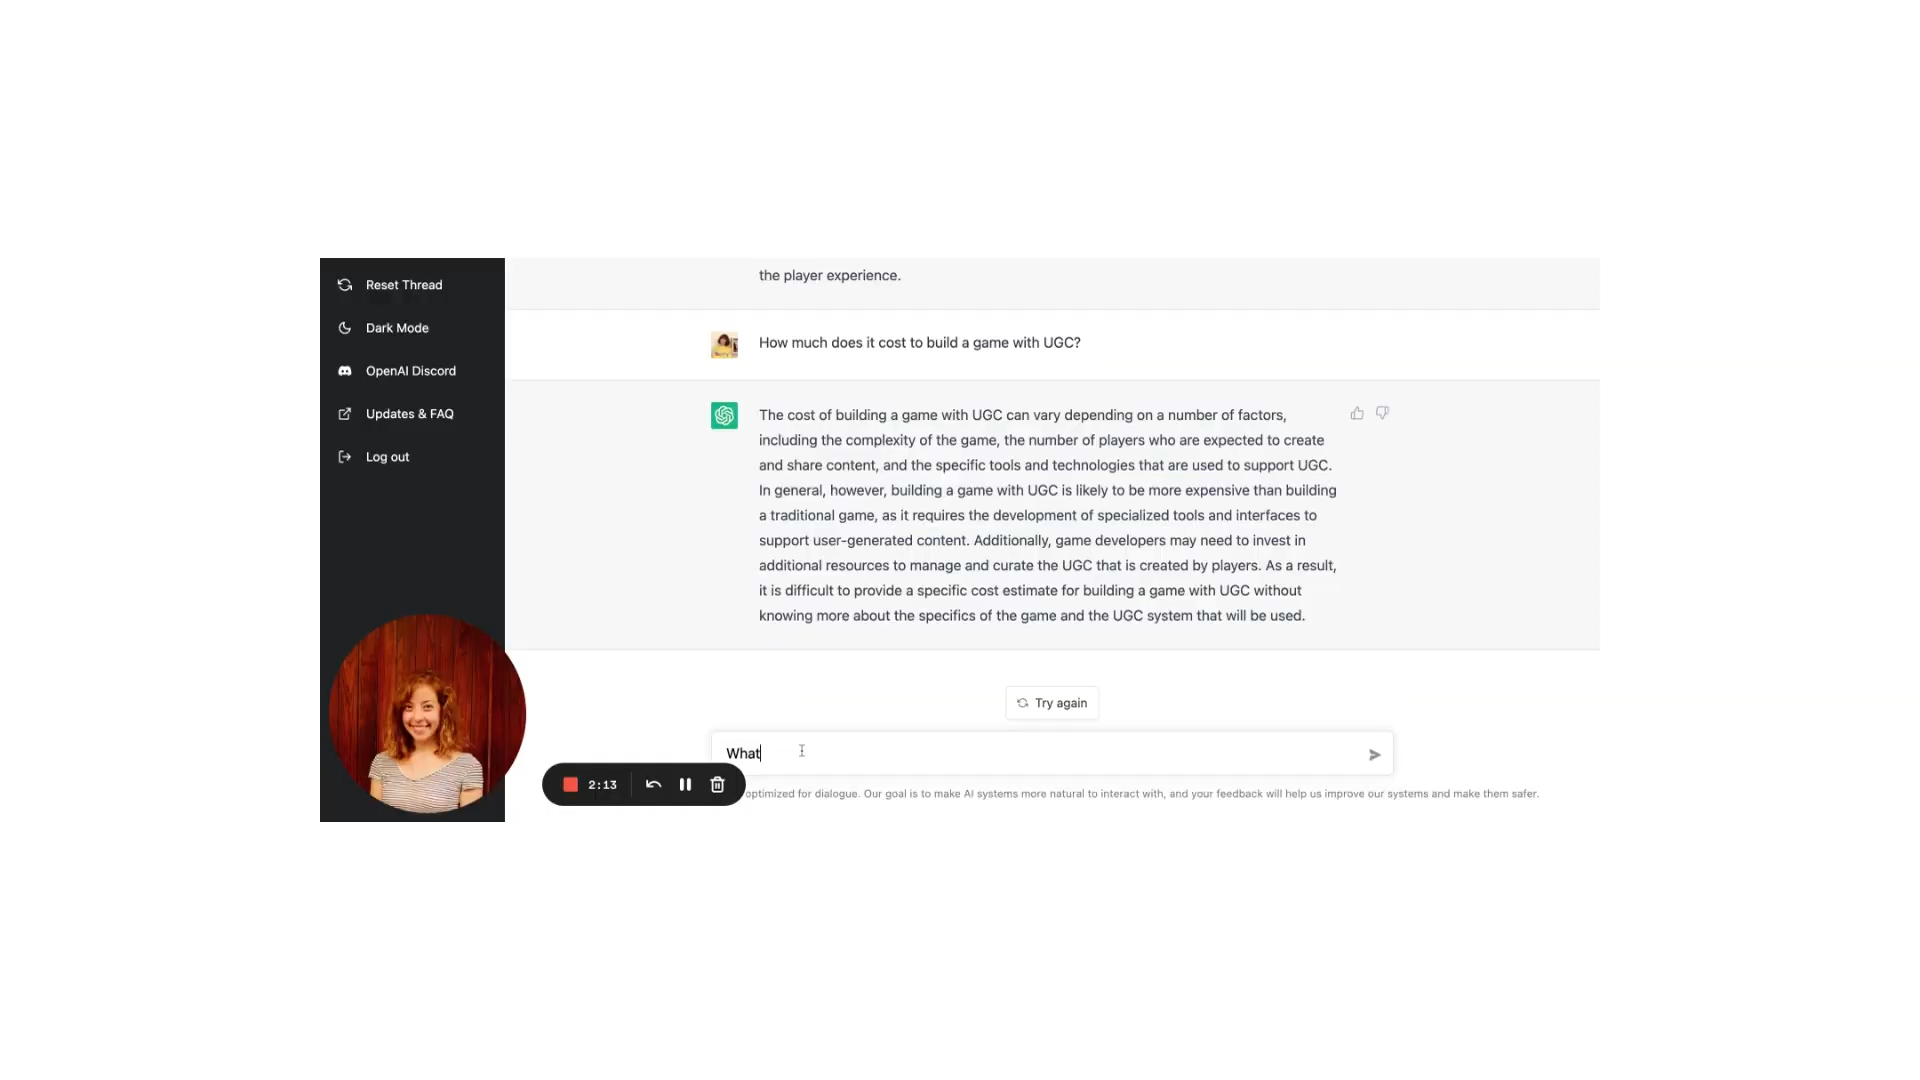 Reset Thread
Dark Mode
OpenAI Discord
Updates & FAQ
Log out
the player experience.
How much does it cost to build a game with UGC?
The cost of building a game with UGC can vary depending on a number of factors,
including the complexity of the game, the number of players who are expected to create
and share content, and the specific tools and technologies that are used to support UGC.
In general, however, building a game with UGC is likely to be more expensive than building
a traditional game, as it requires the development of specialized tools and interfaces to
support user-generated content. Additionally, game developers may need to invest in
additional resources to manage and curate the UGC that is created by players. As a result,
it is difficult to provide a specific cost estimate for building a game with UGC without
knowing more about the specifics of the game and the UGC system that will be used.
Try again
What
2:13
optimized for dialogue. Our goal is to make AI systems more natural to interact with, and your feedback will help us improve our systems and make them safer.